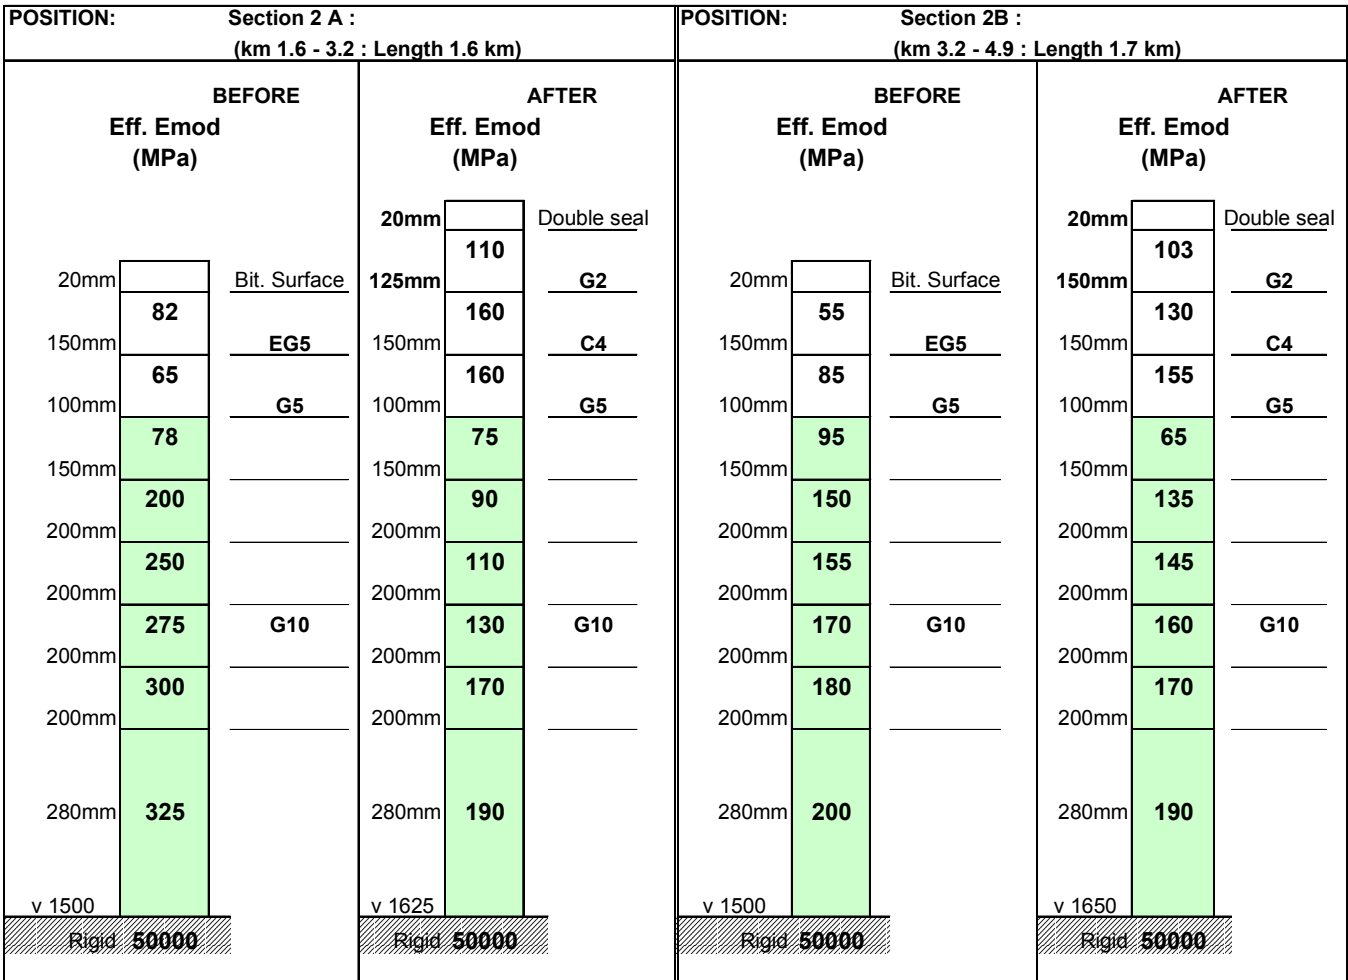 POSITION: Section 2 A :
(km 1.6 - 3.2 : Length 1.6 km)
BEFORE
Eff. Emod
(MPa)
20mm Bit. Surface
82
150mm EG5
65
100mm G5
78
150mm
200
200mm
250
200mm
275 G10
200mm
300
200mm
280mm 325
v 1500
Rigid 50000
AFTER
Eff. Emod
(MPa)
20mm Double seal
110
125mm G2
160
150mm C4
160
100mm G5
75
150mm
90
200mm
110
200mm
130 G10
200mm
170
200mm
280mm 190
v 1625
Rigid 50000
POSITION: Section 2B :
(km 3.2 - 4.9 : Length 1.7 km)
BEFORE
Eff. Emod
(MPa)
20mm Bit. Surface
55
150mm EG5
85
100mm G5
95
150mm
150
200mm
155
200mm
170 G10
200mm
180
200mm
280mm 200
v 1500
Rigid 50000
AFTER
Eff. Emod
(MPa)
20mm Double seal
103
150mm G2
130
150mm C4
155
100mm G5
65
150mm
135
200mm
145
200mm
160 G10
200mm
170
200mm
280mm 190
v 1650
Rigid 50000